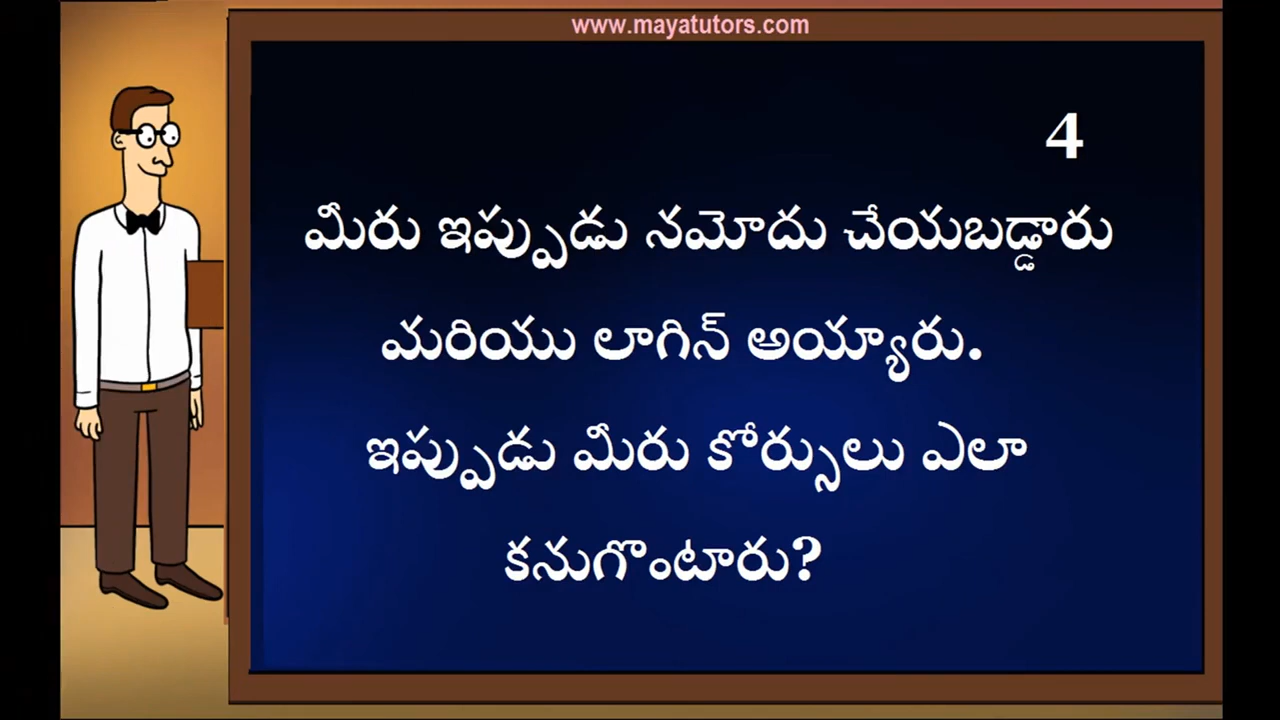 www.mayatutors.com
4
మీరు ఇప్పుడు నమోదు చేయబడ్డారు
మరియు లాగిన్ అయ్యారు.
ఇప్పుడు మీరు కోర్సులు ఎలా
కనుగొంటారు?